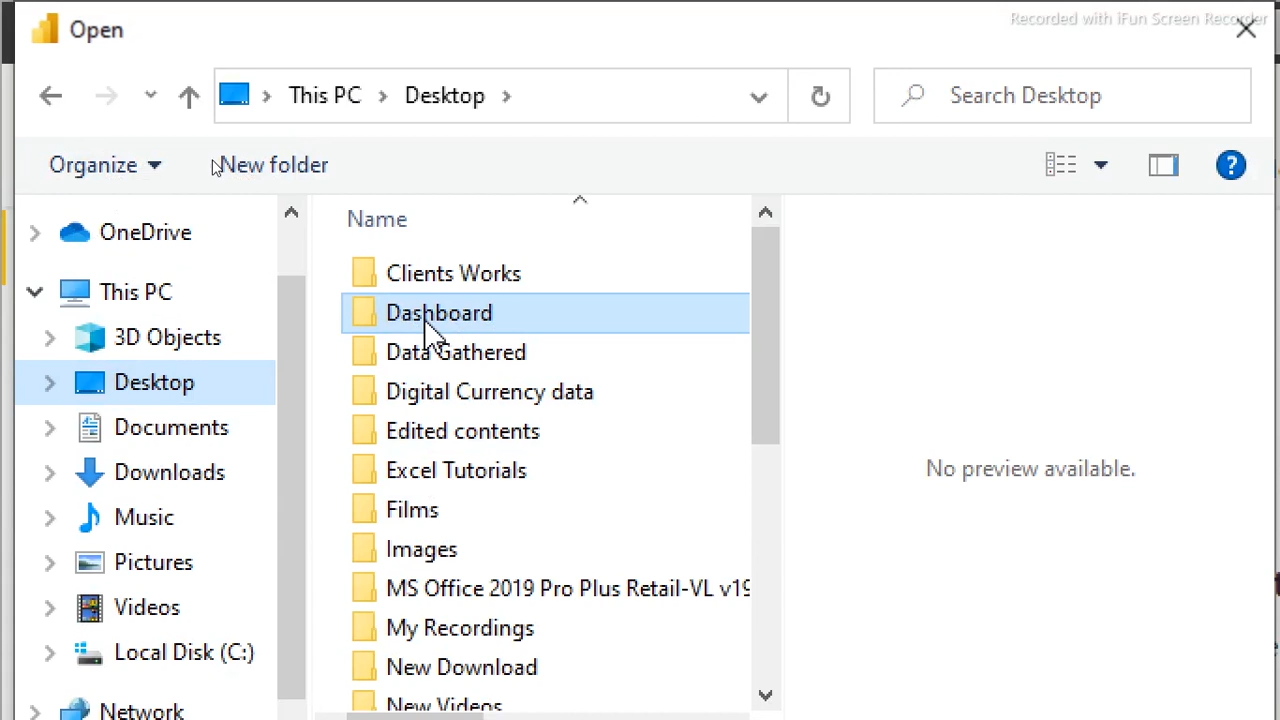 Open
Recorded with iFun Screen Recorder
This PC
Desktop
Search Desktop
Organize
New folder
OneDrive
This PC
3D Objects
Desktop
Documents
Downloads
Music
Pictures
Videos
Local Disk (C:)
Network
Name
Clients Works
Dashboard
Data Gathered
Digital Currency data
Edited contents
Excel Tutorials
Films
Images
MS Office 2019 Pro Plus Retail-VL v19
My Recordings
New Download
New Videos
No preview available.